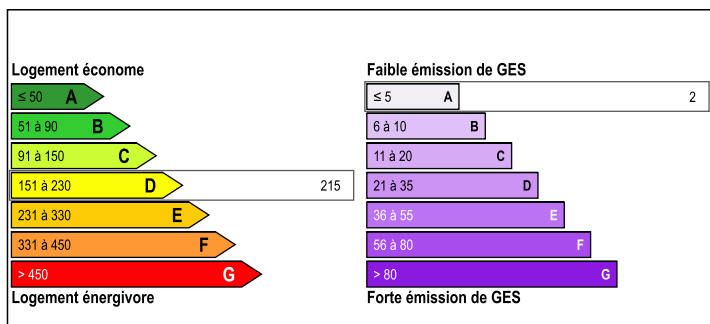 Logement économe
≤ 50 A
51 à 90 B
91 à 150 C
151 à 230 D 215
231 à 330 E
331 à 450 F
> 450 G
Logement énergivore
Faible émission de GES
≤ 5 A 2
6 à 10 B
11 à 20 C
21 à 35 D
36 à 55 E
56 à 80 F
> 80 G
Forte émission de GES